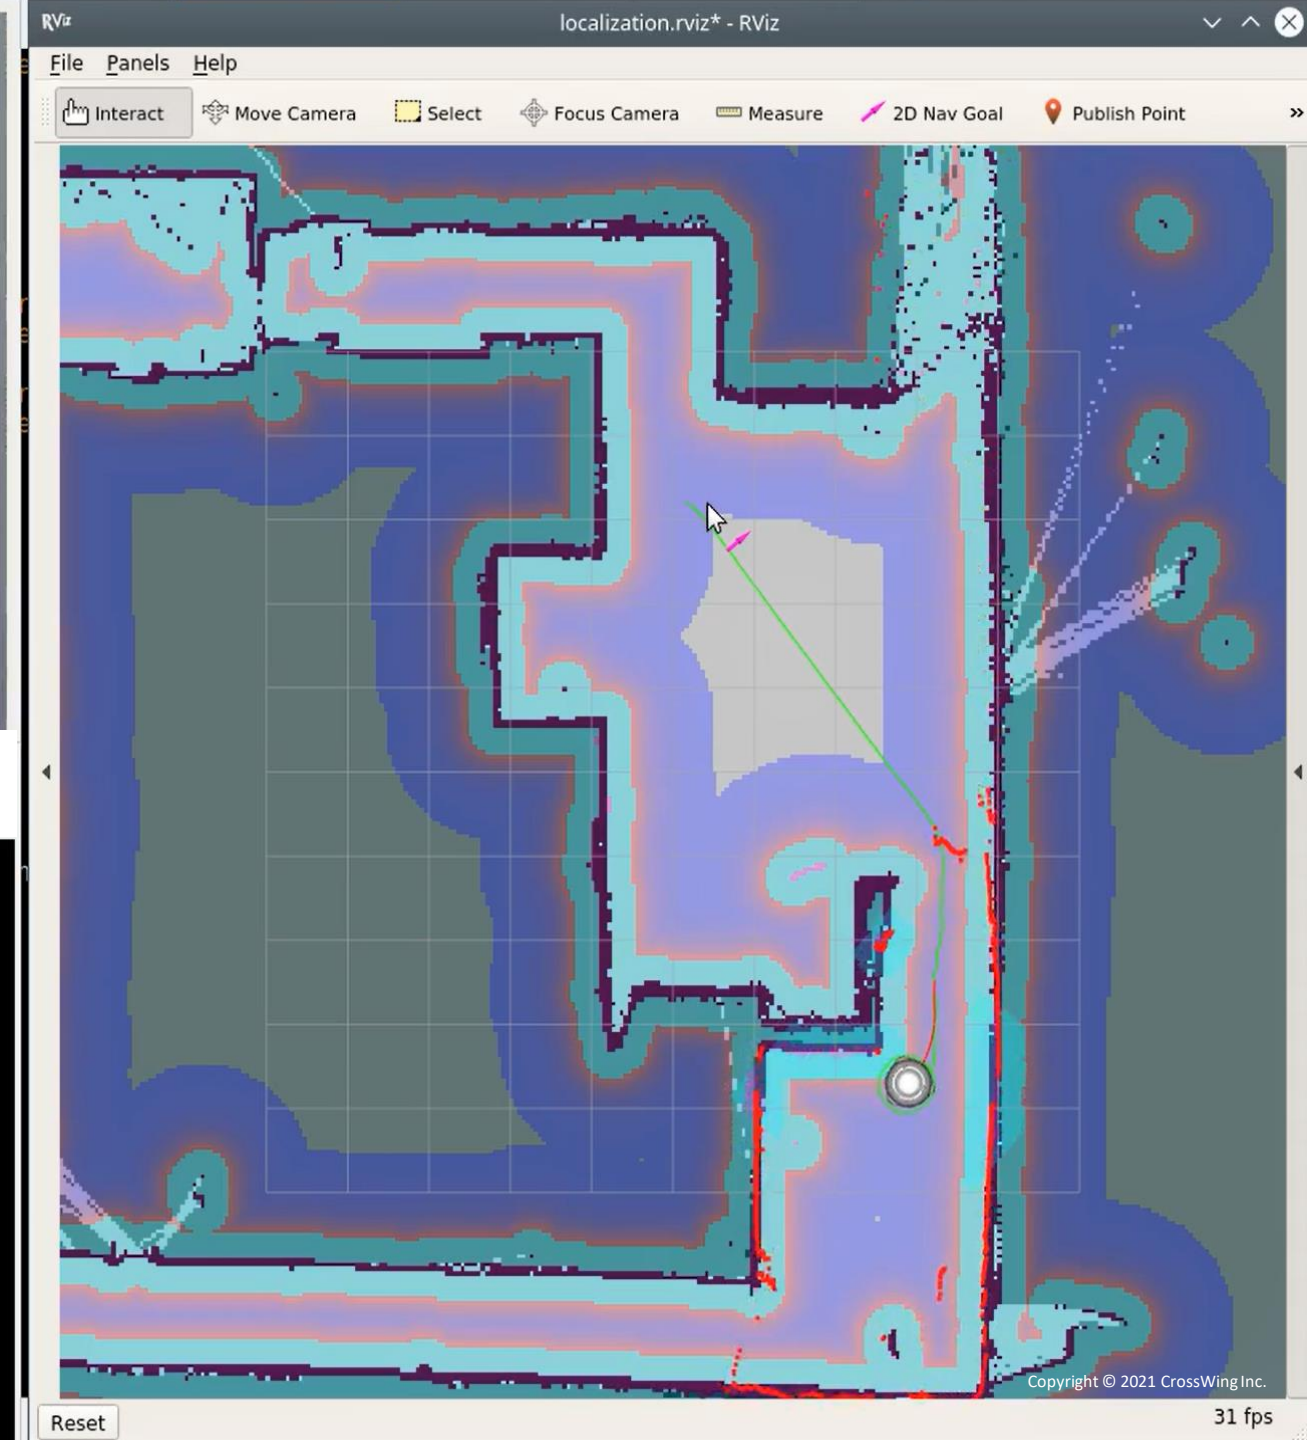 RViz
localization.rviz* - RViz
File Panels Help
Interact Move Camera Select Focus Camera Measure 2D Nav Goal Publish Point »
Copyright © 2021 CrossWing Inc.
Reset
31 fps